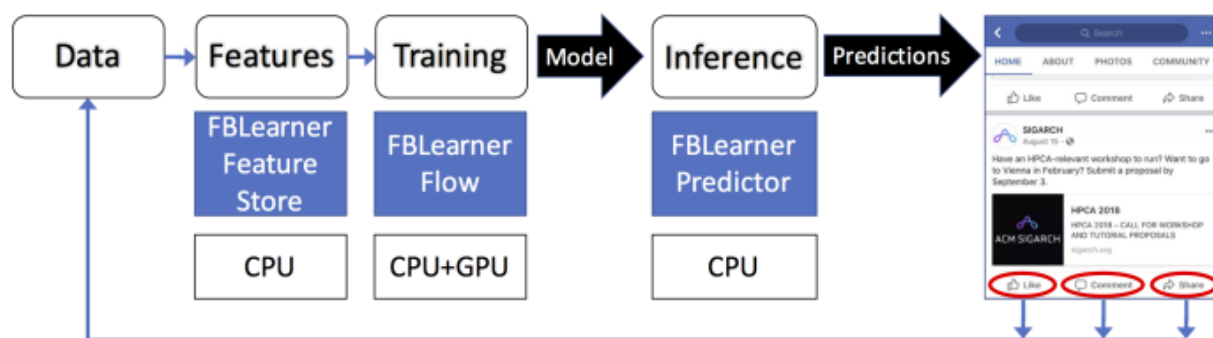 Data
Features
Training
Model
Inference
Predictions
FBLearner
Feature
Store
FBLearner
Flow
FBLearner
Predictor
CPU
CPU+GPU
CPU
Search
HOME ABOUT PHOTOS COMMUNITY
Like Comment Share
SIGARCH
August 15
Have an HPCA-relevant workshop to run? Want to go
to Vienna in February? Submit a proposal by
September 3.
ACM SIGARCH
HPCA 2018
HPCA 2018 – CALL FOR WORKSHOP
AND TUTORIAL PROPOSALS
sigarch.org
Like Comment Share